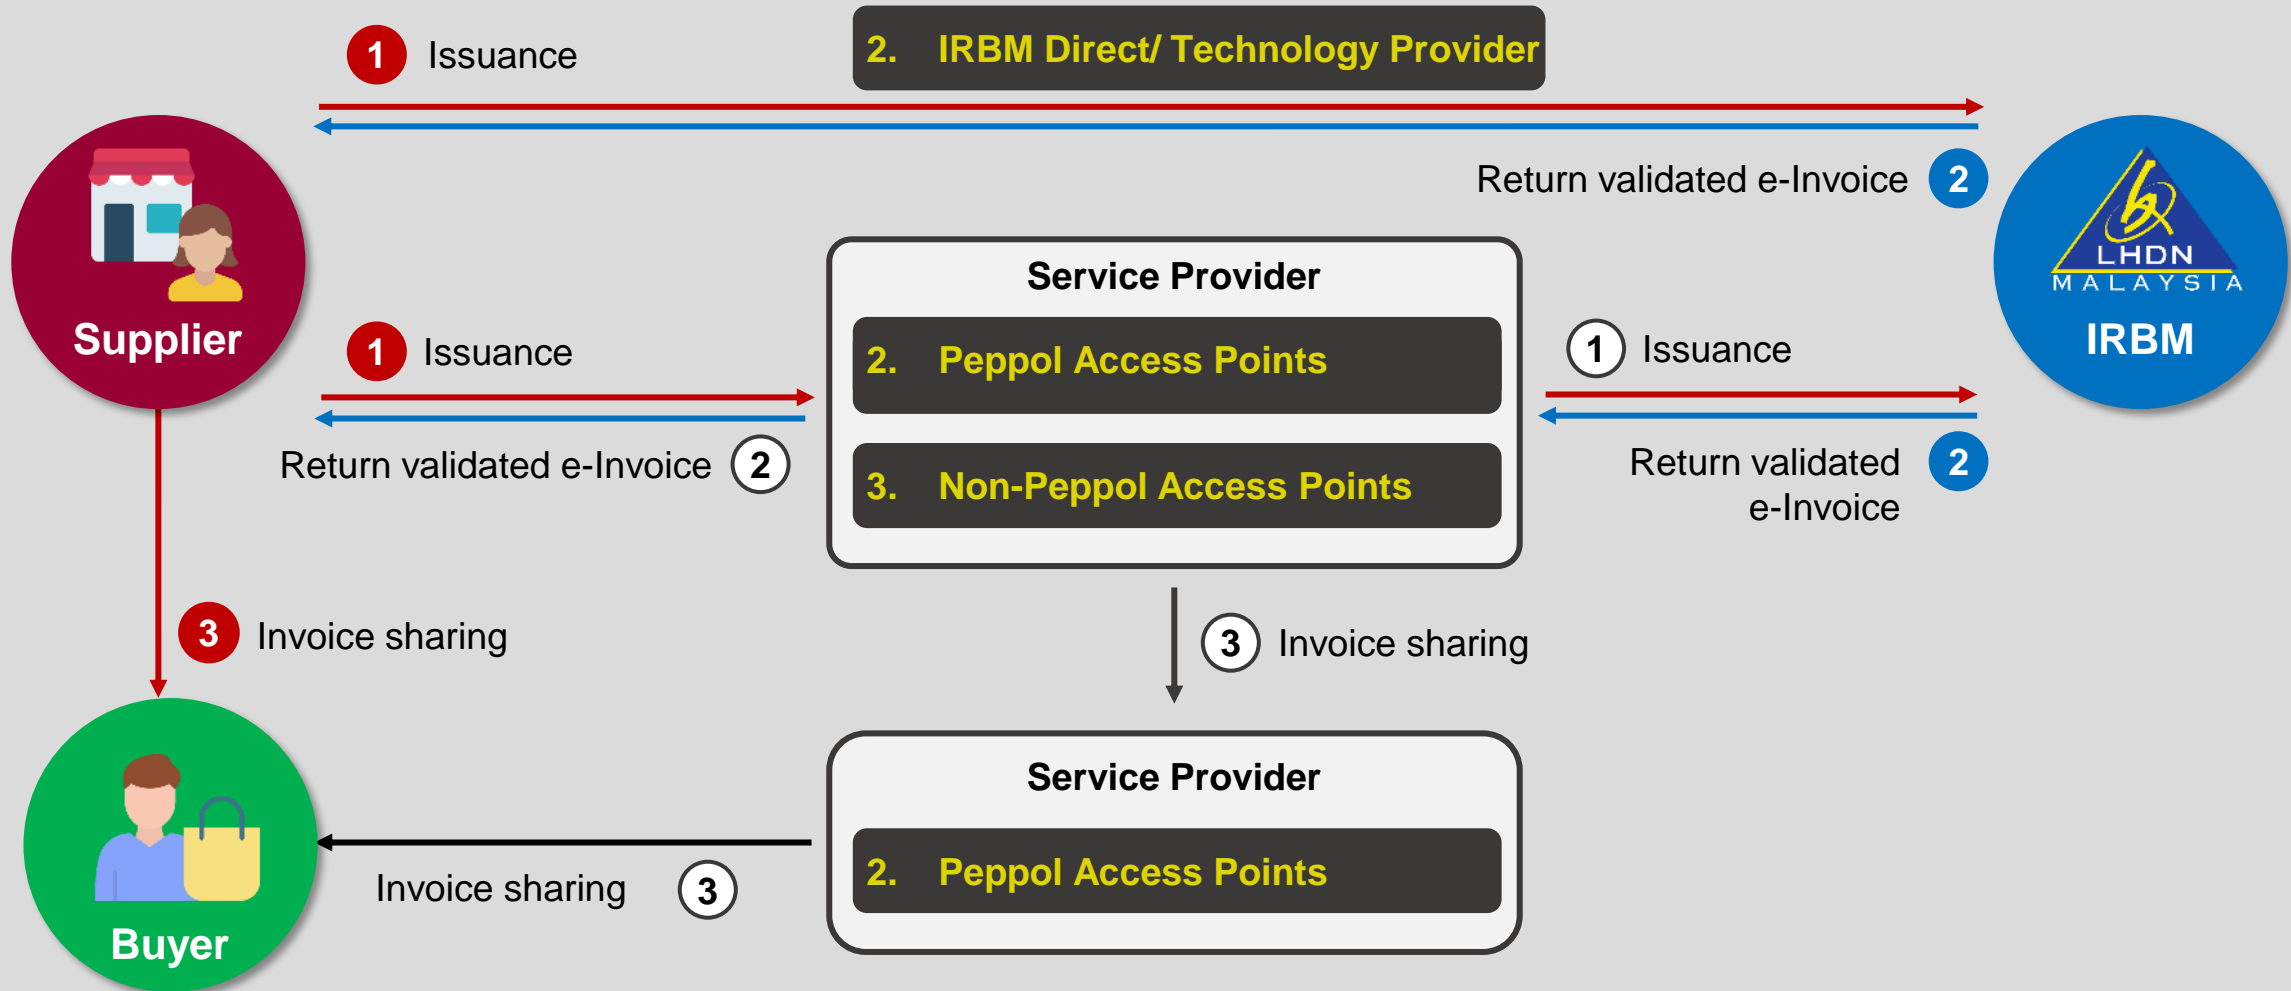 1 Issuance
2. IRBM Direct/ Technology Provider
Return validated e-Invoice 2
LHDN
MALAYSIA
IRBM
Supplier
Service Provider
1 Issuance
2. Peppol Access Points
1 Issuance
Return validated e-Invoice 2
3. Non-Peppol Access Points
Return validated 2
e-Invoice
3 Invoice sharing
3 Invoice sharing
Service Provider
2. Peppol Access Points
Invoice sharing 3
Buyer